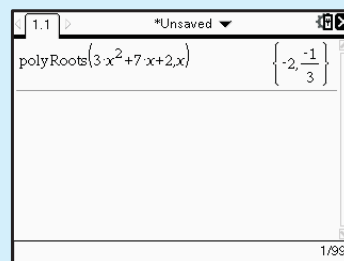 1.1 *Unsaved
polyRoots(3·x²+7·x+2,x) {-2,-1/3}
1/99